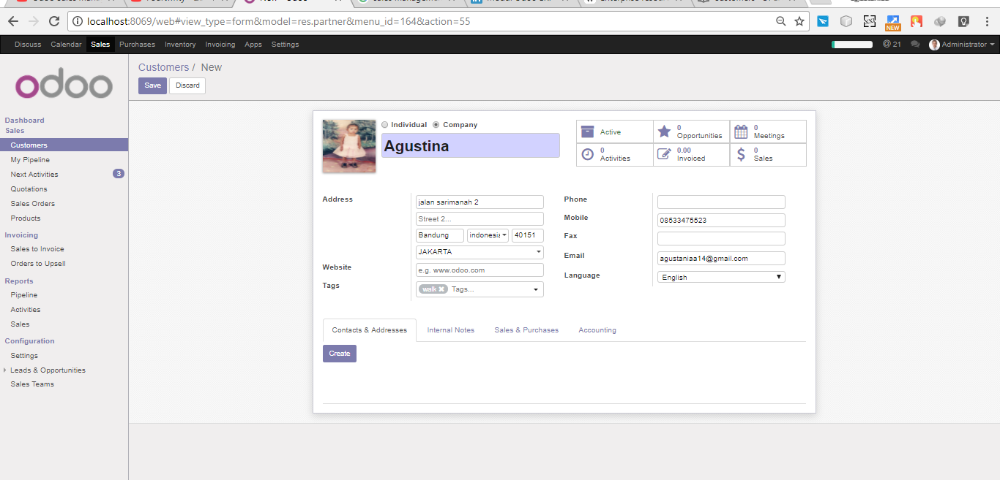 localhost:8069/web#view_type=form&model=res.partner&menu_id=164&action=55
NEW
Discuss Calendar Sales Purchases Inventory Invoicing Apps Settings @ 21 Administrator
odoo
Customers / New
Save Discard
Dashboard
Sales
Customers
My Pipeline
Next Activities 3
Quotations
Sales Orders
Products
Invoicing
Sales to Invoice
Orders to Upsell
Reports
Pipeline
Activities
Sales
Configuration
Settings
Leads & Opportunities
Sales Teams
Individual Company
Agustina
Active
0 Opportunities
0 Meetings
0 Activities
0.00 Invoiced
0 Sales
Address
jalan sarimanah 2
Street 2...
Bandung indonesia 40151
JAKARTA
Website e.g. www.odoo.com
Tags walk Tags...
Phone
Mobile 08533475523
Fax
Email agustaniaa14@gmail.com
Language English
Contacts & Addresses Internal Notes Sales & Purchases Accounting
Create